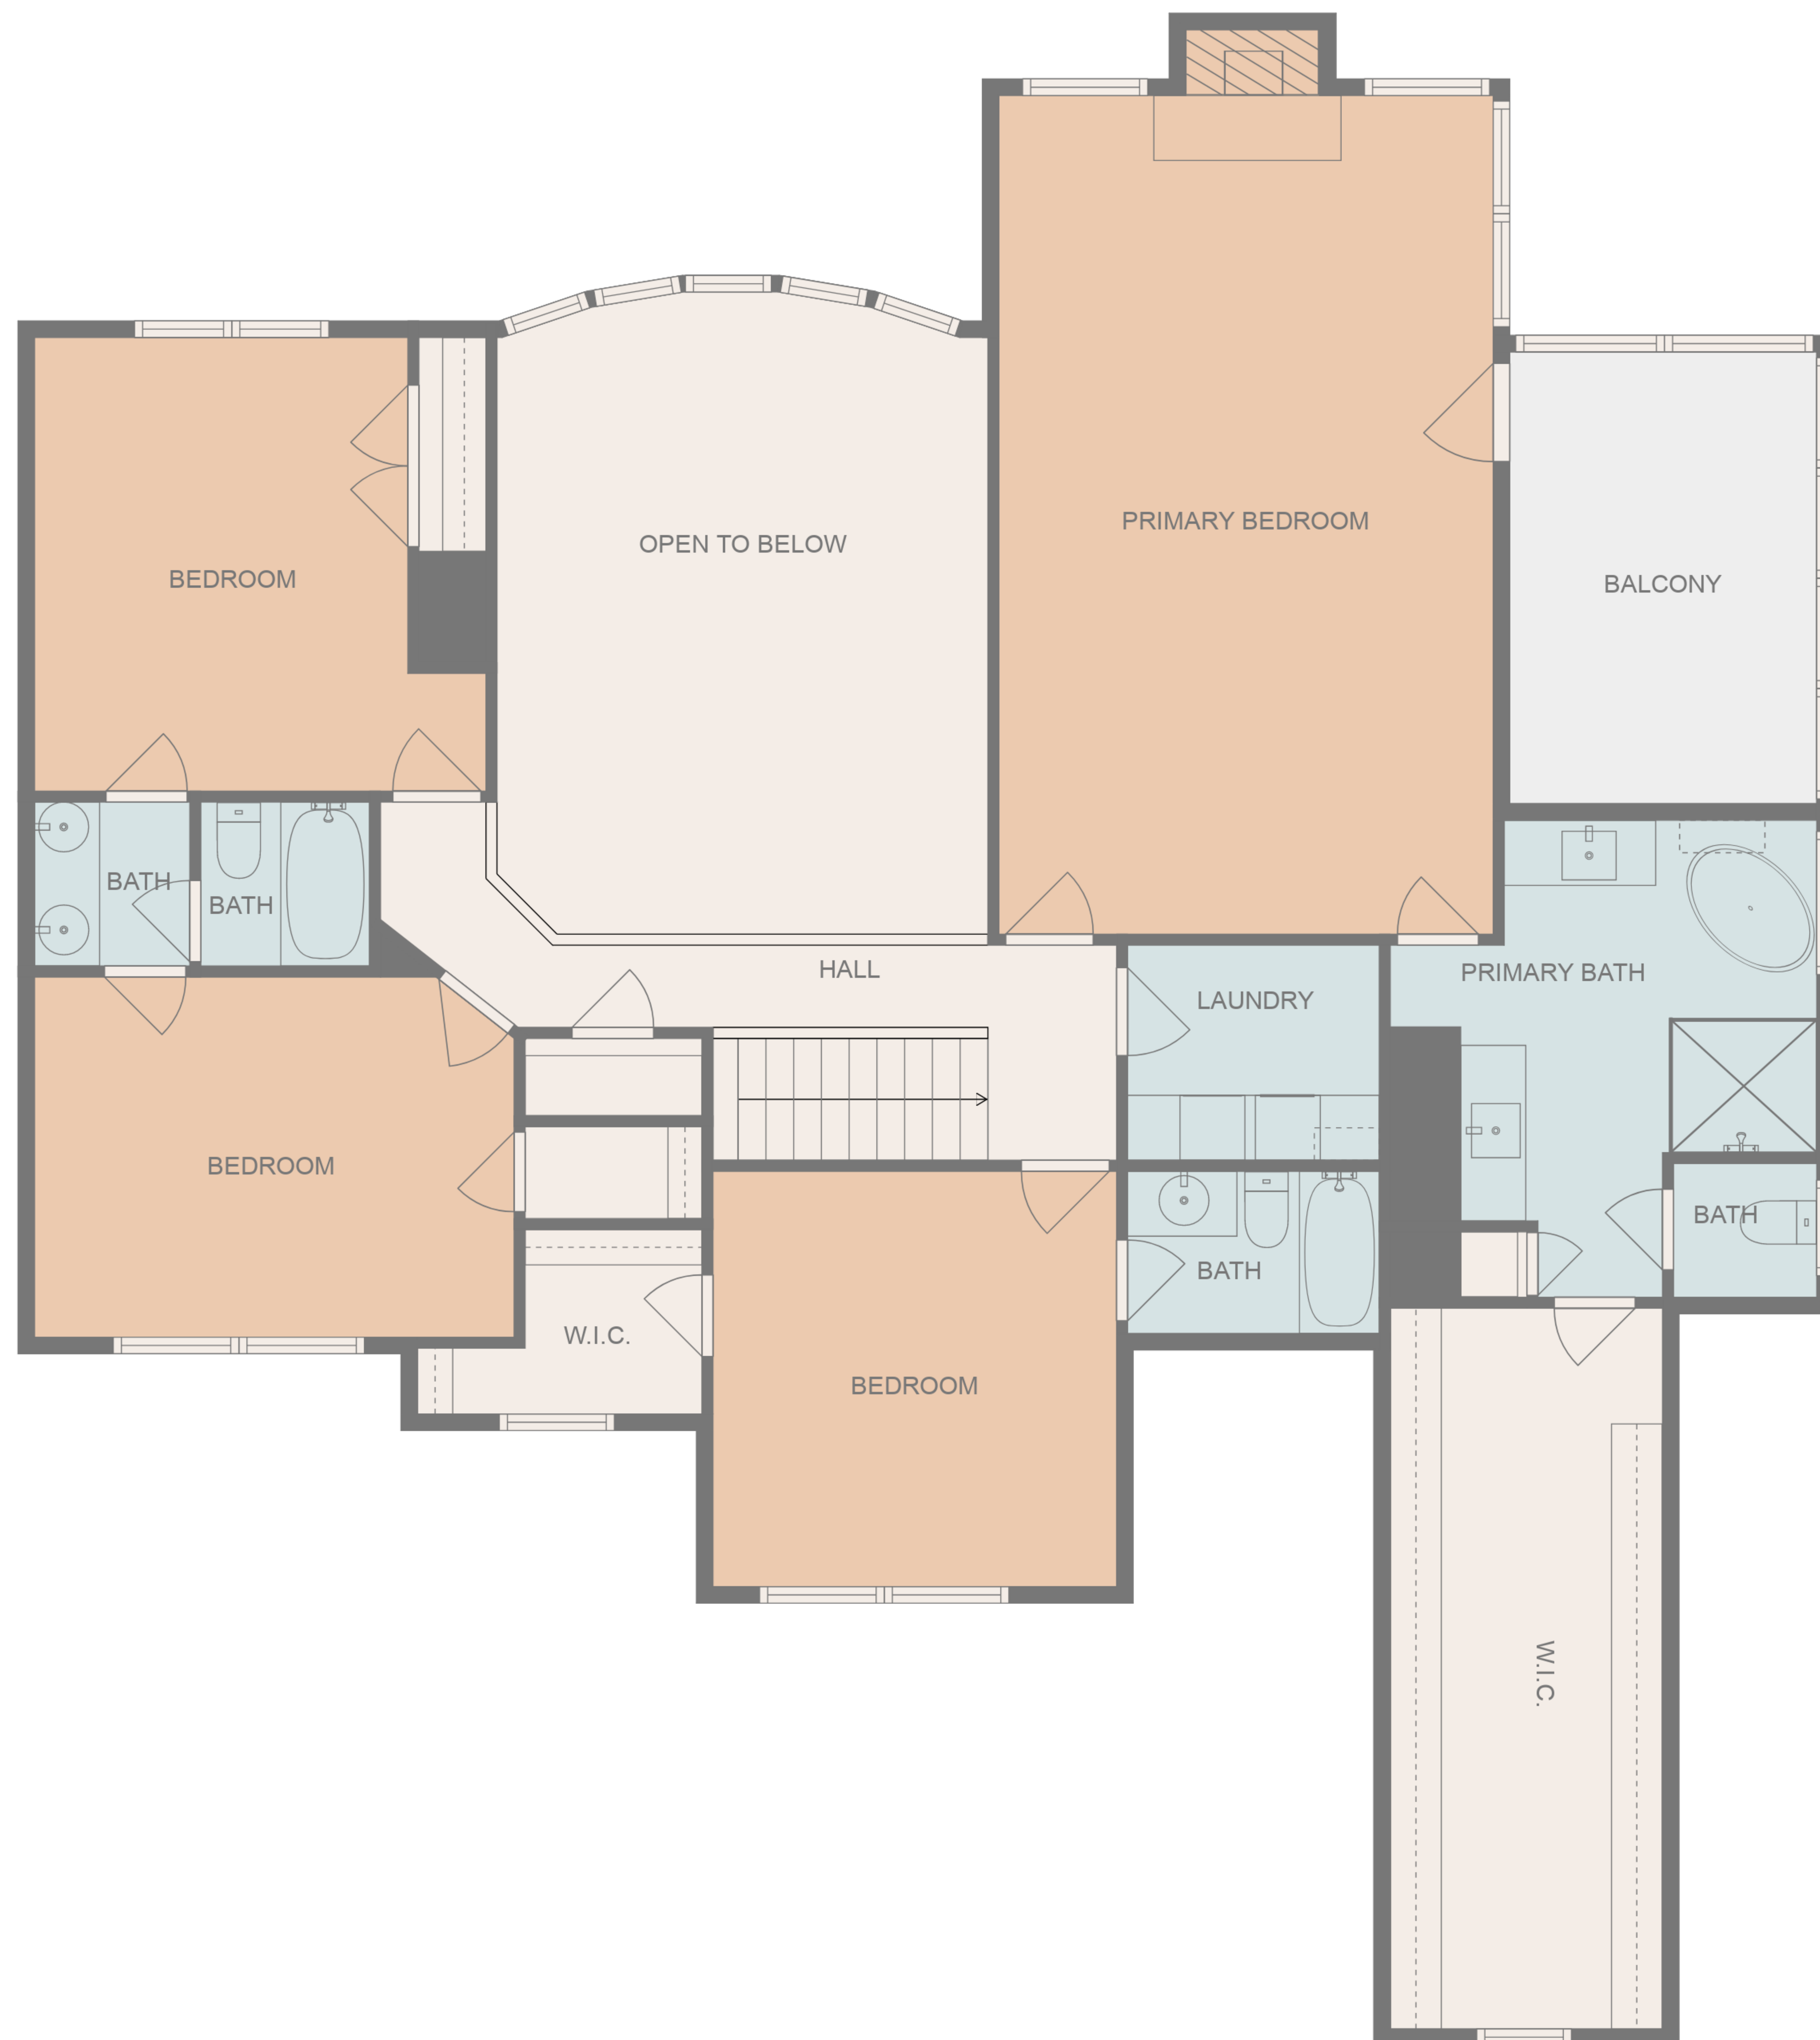 PRIMARY BEDROOM
OPEN TO BELOW
BEDROOM
BALCONY
BATH
BATH
HALL
PRIMARY BATH
LAUNDRY
BEDROOM
BATH
BATH
W.I.C.
BEDROOM
W.I.C.